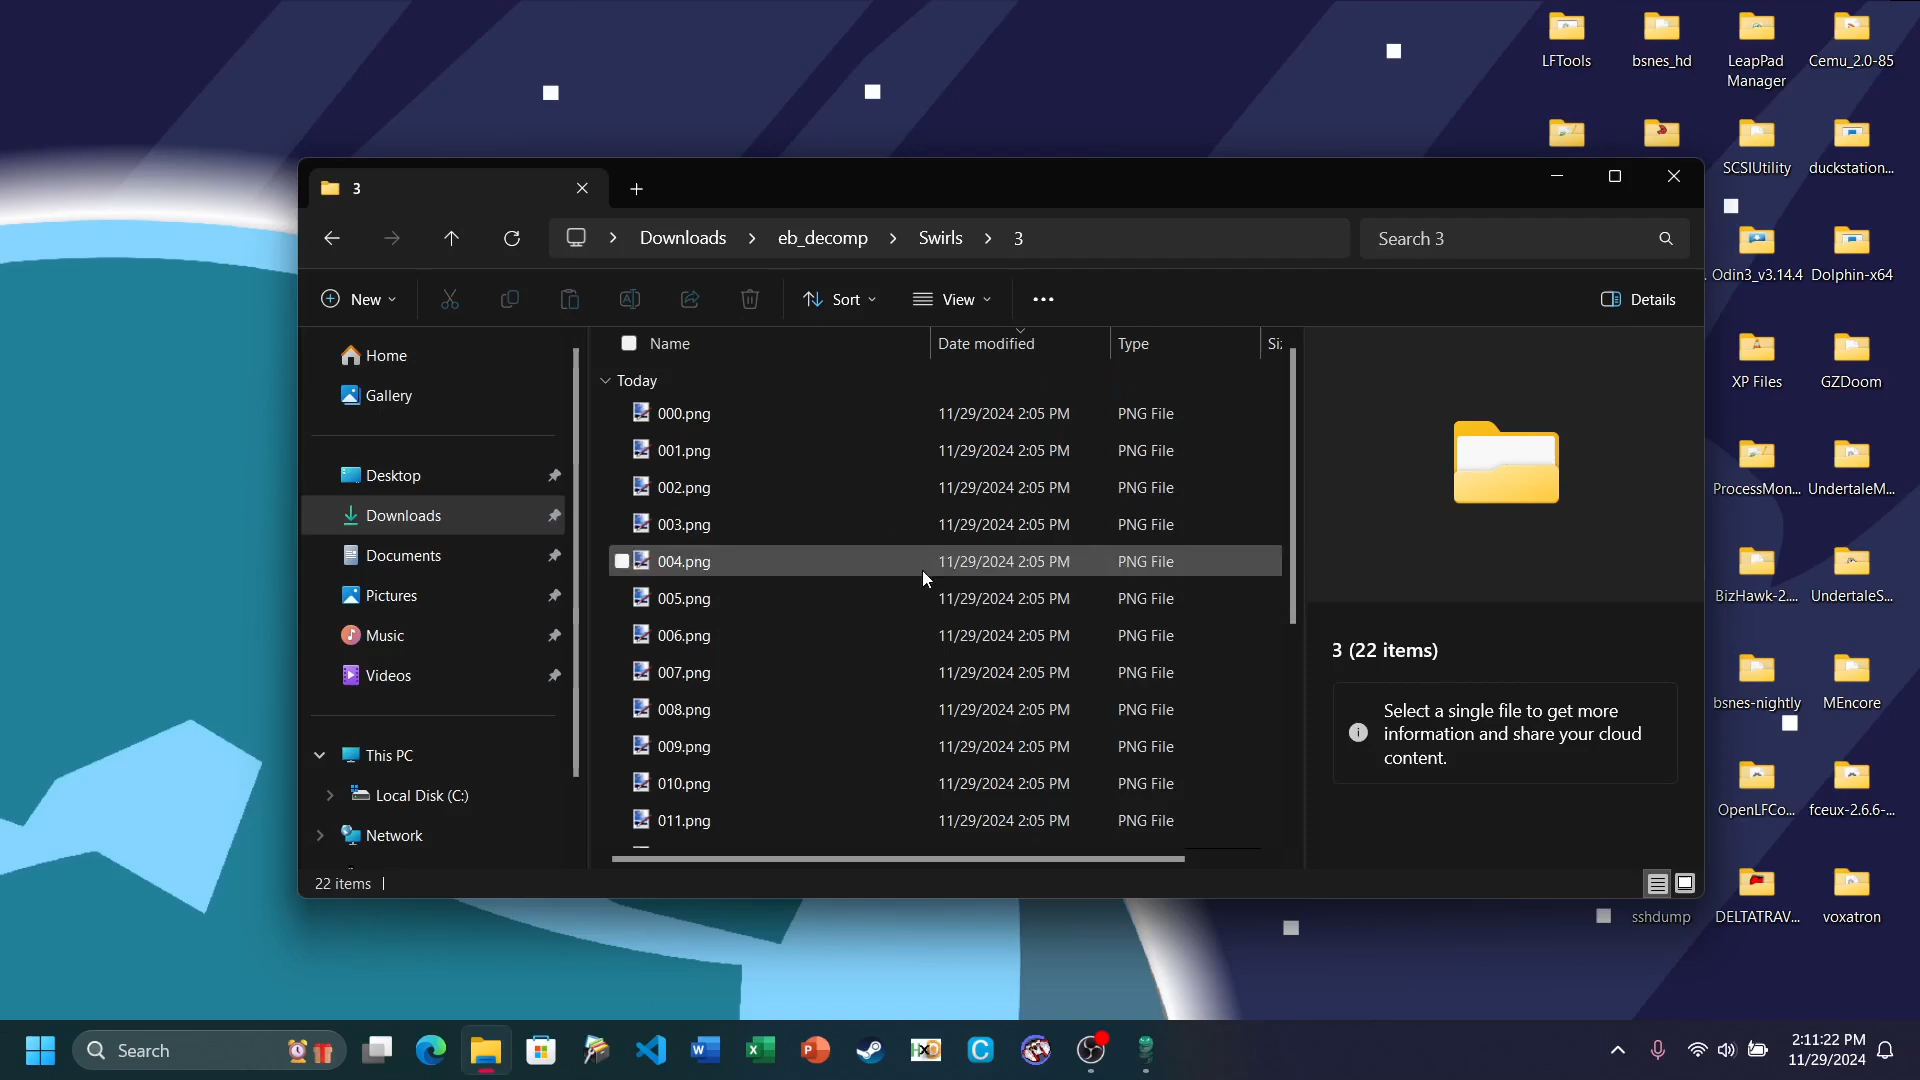 LFTools
bsnes_hd
LeapPad
Manager
Cemu_2.0-85
SCSIUtility
duckstation...
3
Downloads
eb_decomp
Swirls
3
Search 3
Odin3_v3.14.4
Dolphin-x64
New
Sort
View
Details
Home
Gallery
Desktop
Downloads
Documents
Pictures
Music
Videos
This PC
Local Disk (C:)
Network
Name
Date modified
Type
Today
000.png 11/29/2024 2:05 PM PNG File
001.png 11/29/2024 2:05 PM PNG File
002.png 11/29/2024 2:05 PM PNG File
003.png 11/29/2024 2:05 PM PNG File
004.png 11/29/2024 2:05 PM PNG File
005.png 11/29/2024 2:05 PM PNG File
006.png 11/29/2024 2:05 PM PNG File
007.png 11/29/2024 2:05 PM PNG File
008.png 11/29/2024 2:05 PM PNG File
009.png 11/29/2024 2:05 PM PNG File
010.png 11/29/2024 2:05 PM PNG File
011.png 11/29/2024 2:05 PM PNG File
3 (22 items)
Select a single file to get more
information and share your cloud
content.
22 items
XP Files
GZDoom
ProcessMon...
UndertaleM...
BizHawk-2....
UndertaleS...
bsnes-nightly
MEncore
OpenLFCo...
fceux-2.6.6-...
sshdump
DELTATRAV...
voxatron
Search
2:11:22 PM
11/29/2024